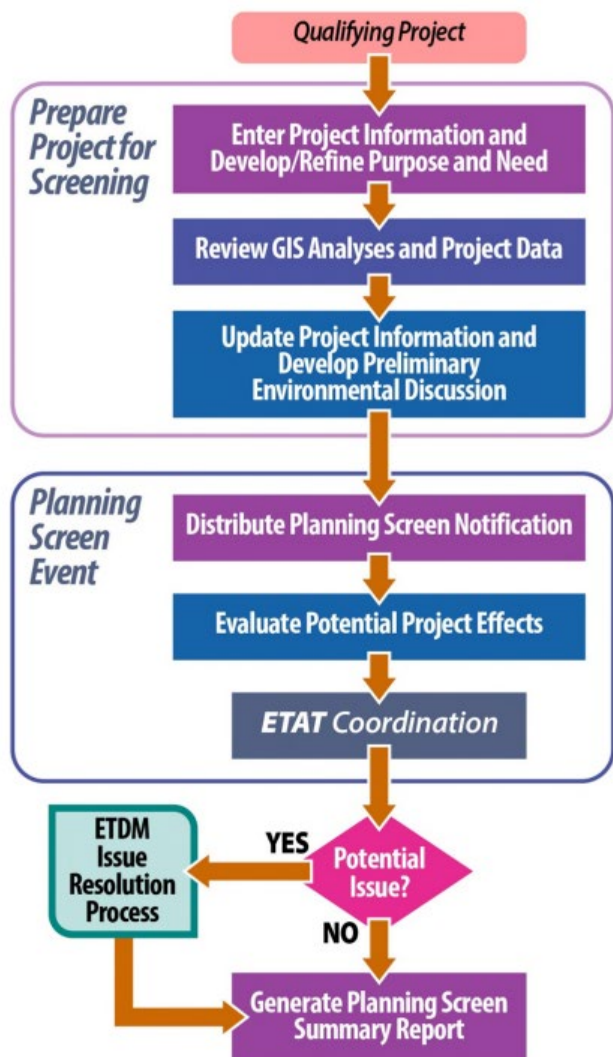 Qualifying Project
Prepare
Project for
Screening
Enter Project Information and
Develop/Refine Purpose and Need
Review GIS Analyses and Project Data
Update Project Information and
Develop Preliminary
Environmental Discussion
Planning
Screen
Event
Distribute Planning Screen Notification
Evaluate Potential Project Effects
ETAT Coordination
Potential
Issue?
YES
ETDM
Issue
Resolution
Process
NO
Generate Planning Screen
Summary Report